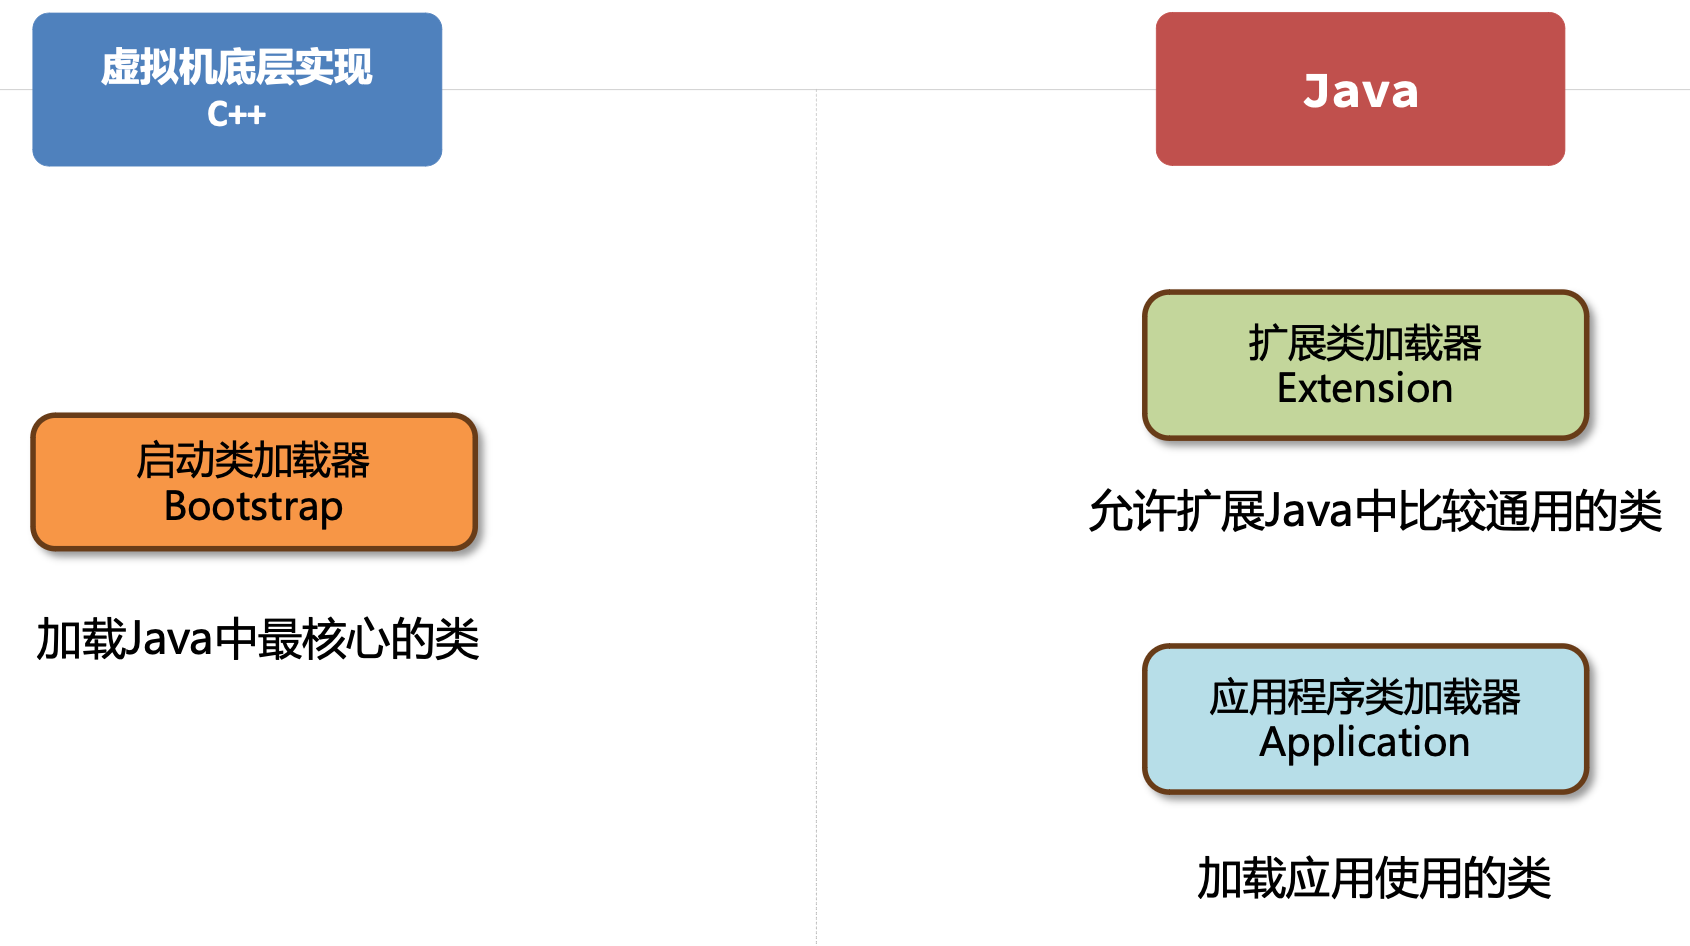 虚拟机底层实现
C++
Java
启动类加载器
Bootstrap
加载Java中最核心的类
扩展类加载器
Extension
允许扩展Java中比较通用的类
应用程序类加载器
Application
加载应用使用的类